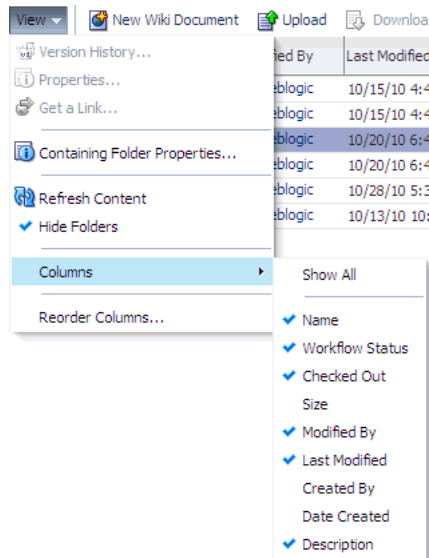 View New Wiki Document Upload
Version History... Last Modified
Properties... 10/15/10
Get a Link... 10/15/10
10/20/10
Containing Folder Properties... 10/20/10
Refresh Content 10/28/10
Hide Folders 10/13/10
Columns Show All
Reorder Columns... Name
Workflow Status
Checked Out
Size
Modified By
Last Modified
Created By
Date Created
Description